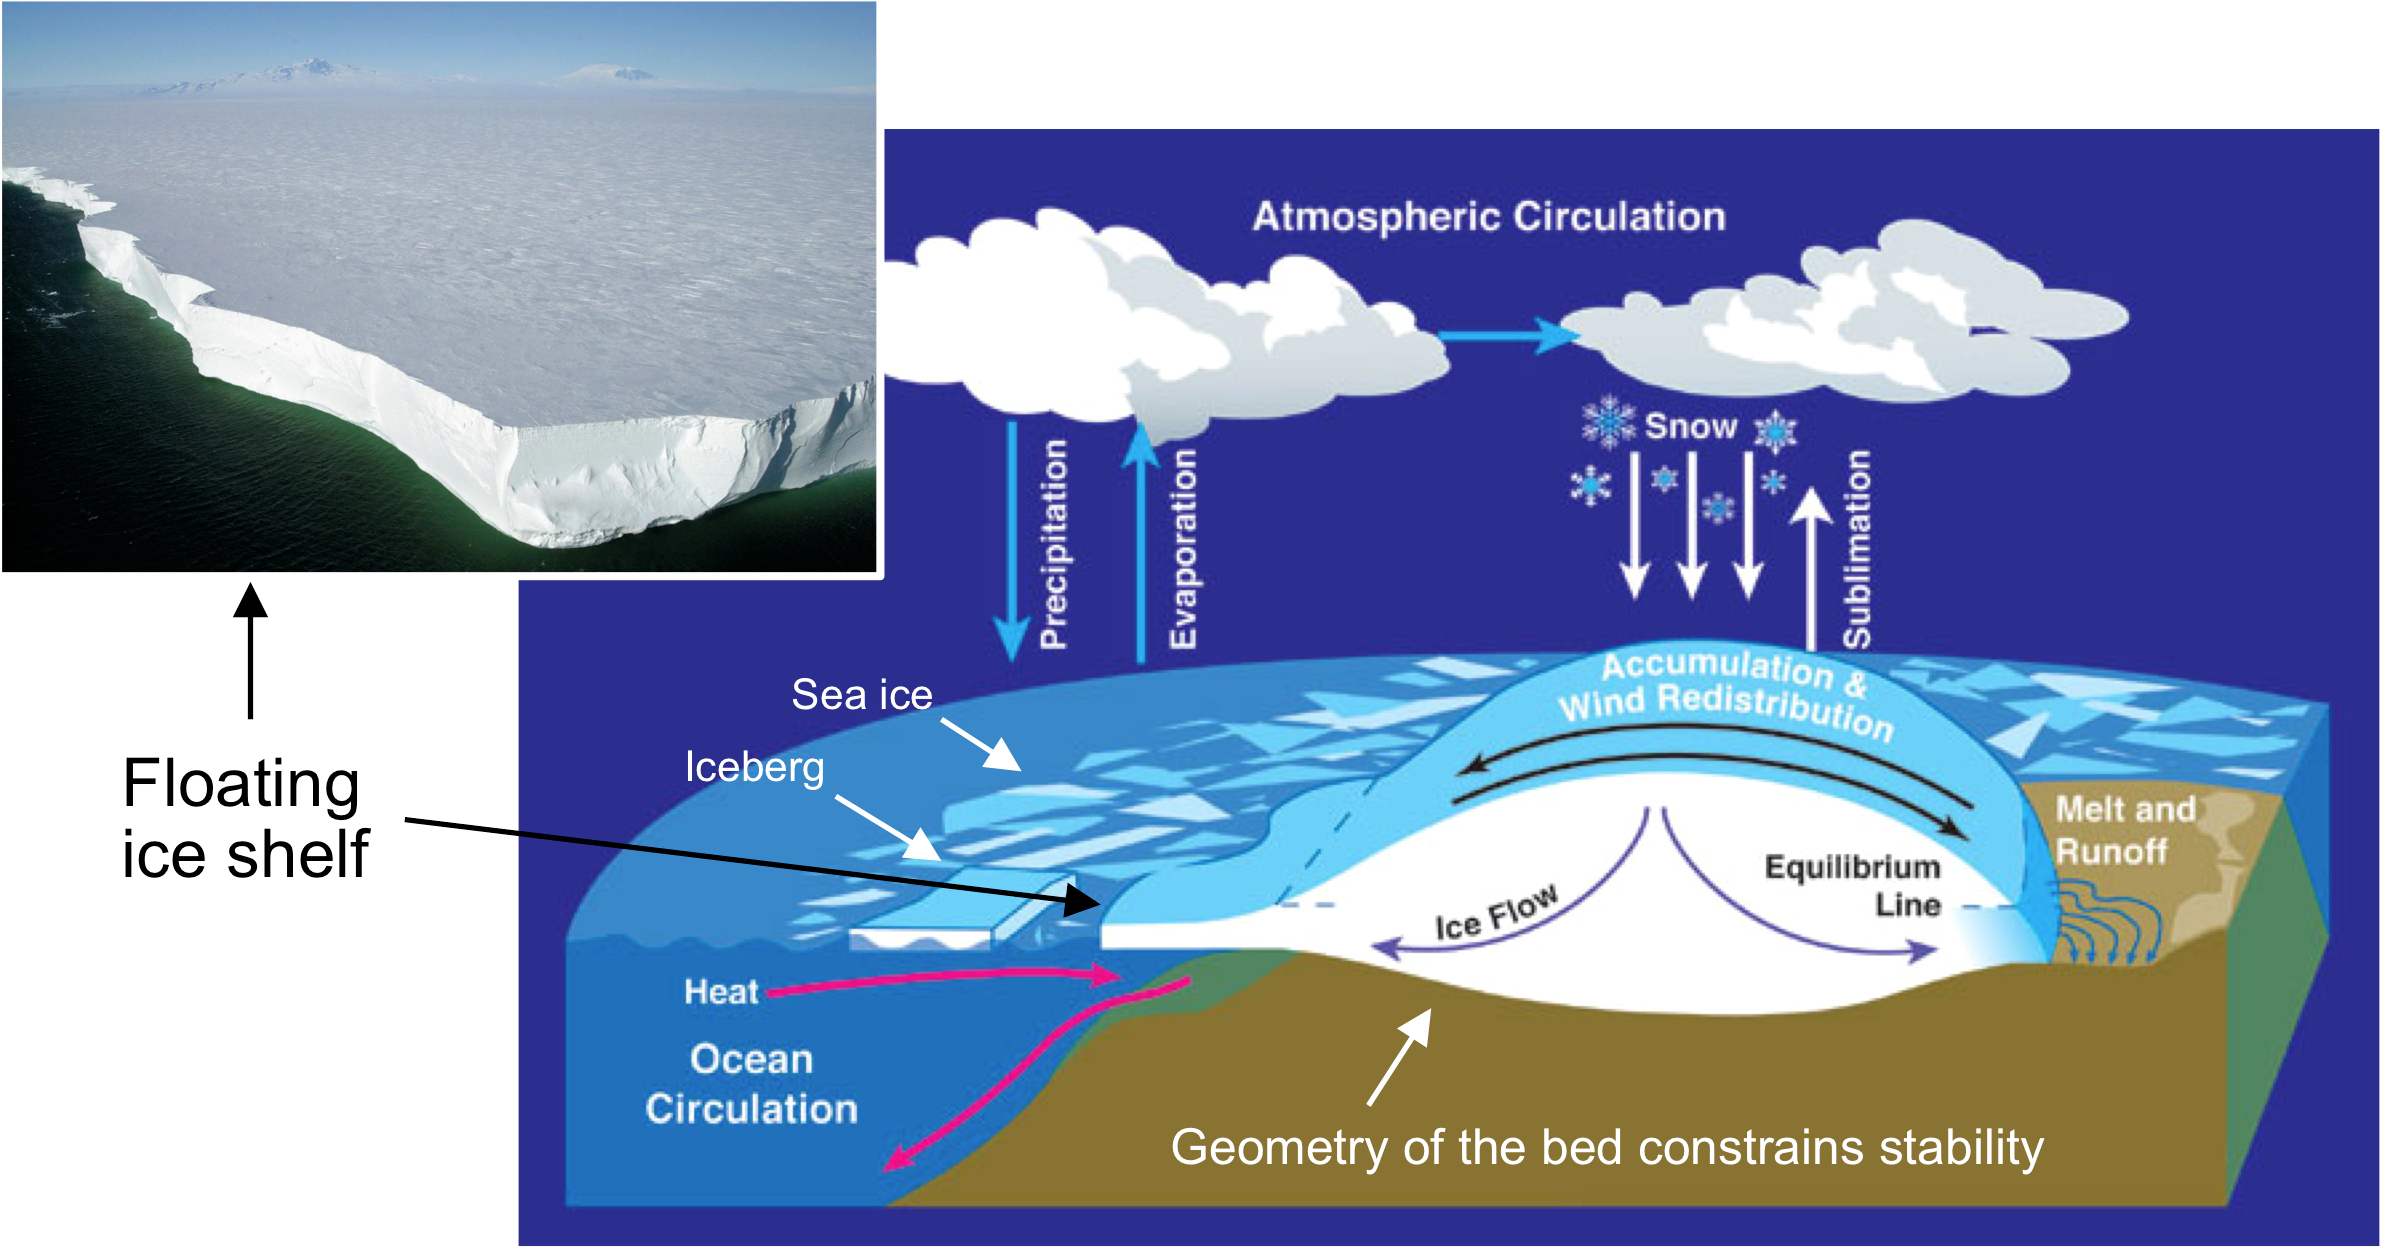 Atmospheric Circulation
Precipitation
Evaporation
Snow
Sublimation
Sea ice
Iceberg
Floating
ice shelf
Accumulation &
Wind Redistribution
Melt and
Runoff
Equilibrium
Line
Ice Flow
Heat
Ocean
Circulation
Geometry of the bed constrains stability